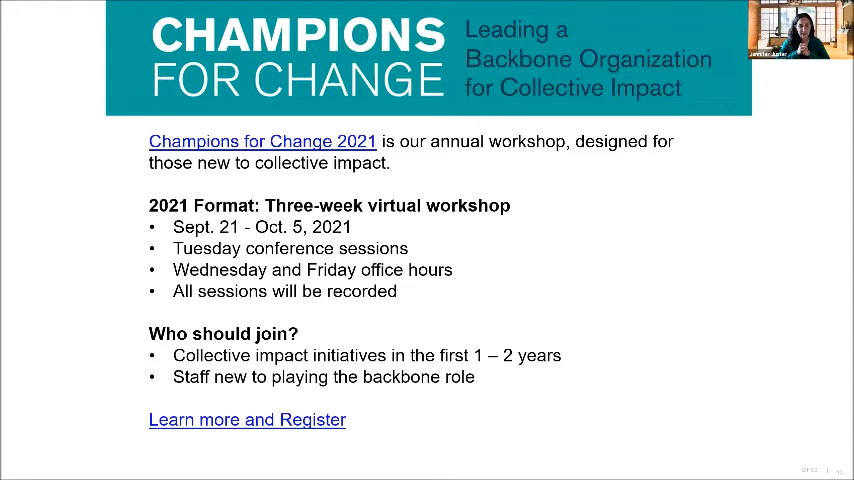 CHAMPIONS
FOR CHANGE
Leading a
Backbone Organization
for Collective Impact
Jennifer Juster
Champions for Change 2021 is our annual workshop, designed for
those new to collective impact.
2021 Format: Three-week virtual workshop
• Sept. 21 - Oct. 5, 2021
• Tuesday conference sessions
• Wednesday and Friday office hours
• All sessions will be recorded
Who should join?
• Collective impact initiatives in the first 1 – 2 years
• Staff new to playing the backbone role
Learn more and Register